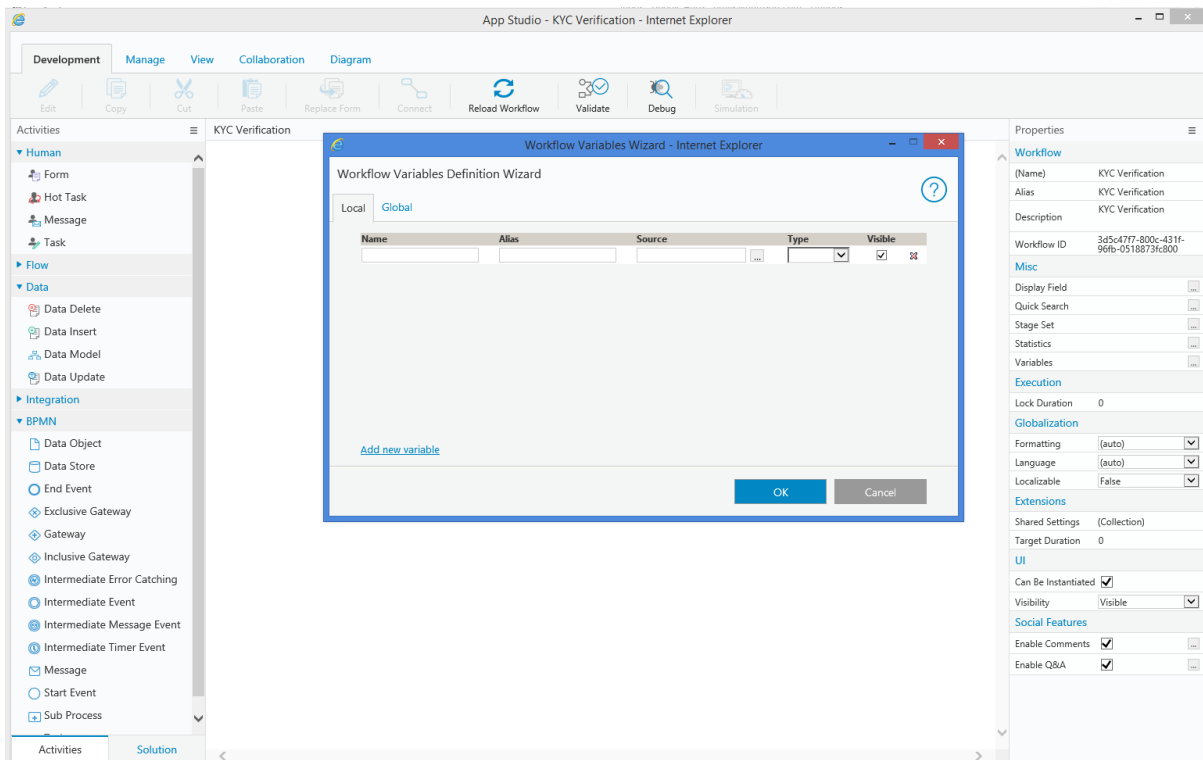 App Studio - KYC Verification - Internet Explorer
Development Manage View Collaboration Diagram
Edit Copy Cut Paste Replace Form Connect Reload Workflow Validate Debug Simulation
Activities
Human
Form
Hot Task
Message
Task
Flow
Data
Data Delete
Data Insert
Data Model
Data Update
Integration
BPMN
Data Object
Data Store
End Event
Exclusive Gateway
Gateway
Inclusive Gateway
Intermediate Error Catching
Intermediate Event
Intermediate Message Event
Intermediate Timer Event
Message
Start Event
Sub Process
Activities Solution
KYC Verification
Workflow Variables Wizard - Internet Explorer
Workflow Variables Definition Wizard
?
Local Global
Name Alias Source Type Visible
...
Add new variable
OK Cancel
Properties
Workflow
(Name) KYC Verification
Alias KYC Verification
Description KYC Verification
Workflow ID 3d5c47f7-800c-431f-
96fb-0518873fc800
Misc
Display Field ...
Quick Search ...
Stage Set ...
Statistics ...
Variables ...
Execution
Lock Duration 0
Globalization
Formatting (auto)
Language (auto)
Localizable False
Extensions
Shared Settings (Collection)
Target Duration 0
UI
Can Be Instantiated
Visibility Visible
Social Features
Enable Comments ...
Enable Q&A ...